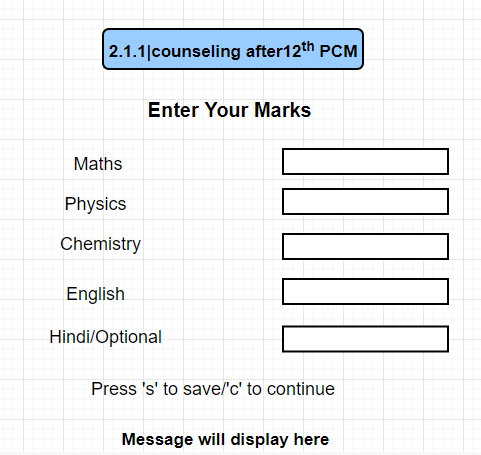 2.1.1|counseling after12th PCM
Enter Your Marks
Maths
Physics
Chemistry
English
Hindi/Optional
Press 's' to save/'c' to continue
Message will display here